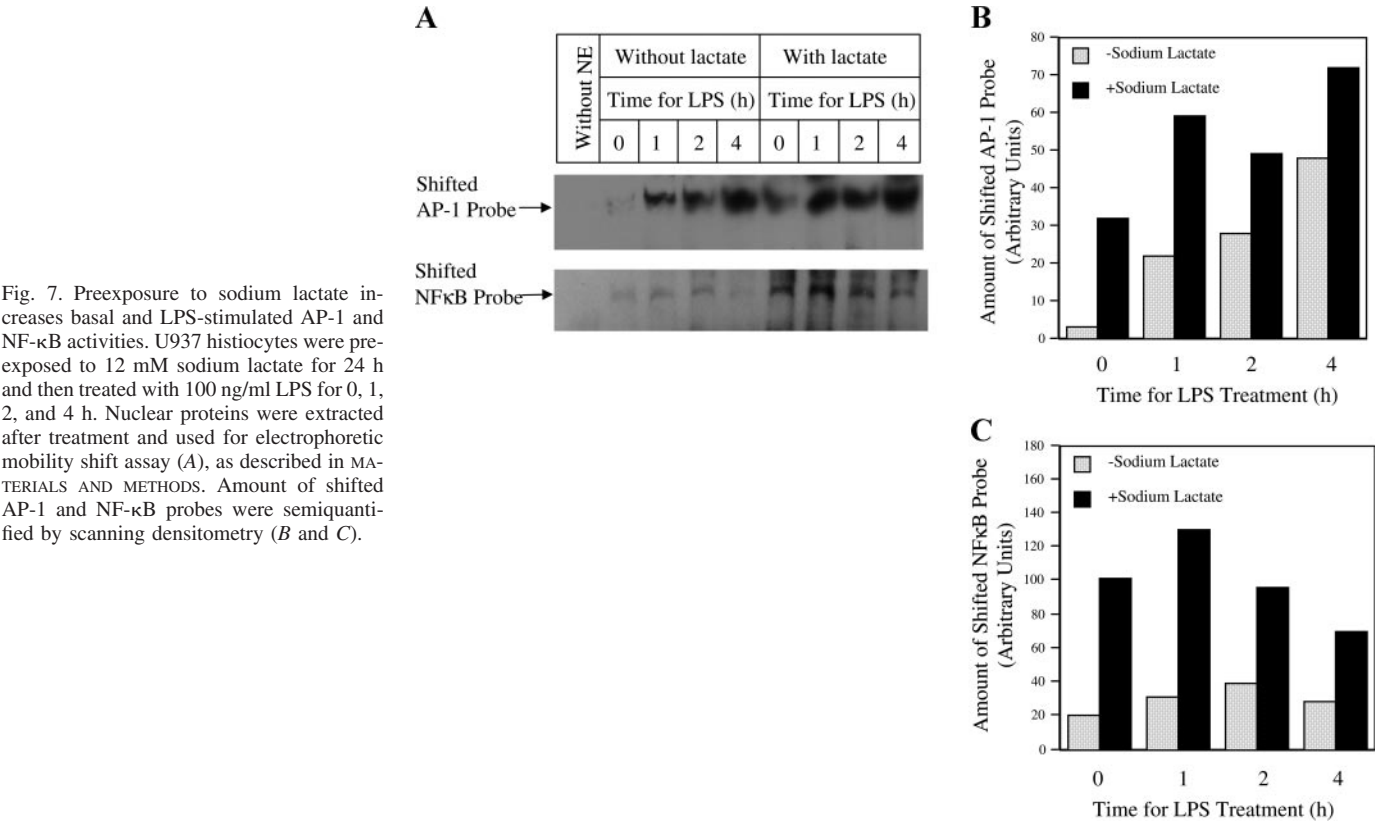 Fig. 7. Preexposure to sodium lactate in-
creases basal and LPS-stimulated AP-1 and
NF-κB activities. U937 histiocytes were pre-
exposed to 12 mM sodium lactate for 24 h
and then treated with 100 ng/ml LPS for 0, 1,
2, and 4 h. Nuclear proteins were extracted
after treatment and used for electrophoretic
mobility shift assay (A), as described in MA-
TERIALS AND METHODS. Amount of shifted
AP-1 and NF-κB probes were semiquanti-
fied by scanning densitometry (B and C).
A
Without NE
Without lactate
With lactate
Time for LPS (h)
Time for LPS (h)
0 1 2 4 0 1 2 4
Shifted
AP-1 Probe
Shifted
NFκB Probe
B
Amount of Shifted AP-1 Probe
(Arbitrary Units)
80
70
60
50
40
30
20
10
0
-Sodium Lactate
+Sodium Lactate
0 1 2 4
Time for LPS Treatment (h)
C
Amount of Shifted NFκB Probe
(Arbitrary Units)
180
160
140
120
100
80
60
40
20
0
-Sodium Lactate
+Sodium Lactate
0 1 2 4
Time for LPS Treatment (h)